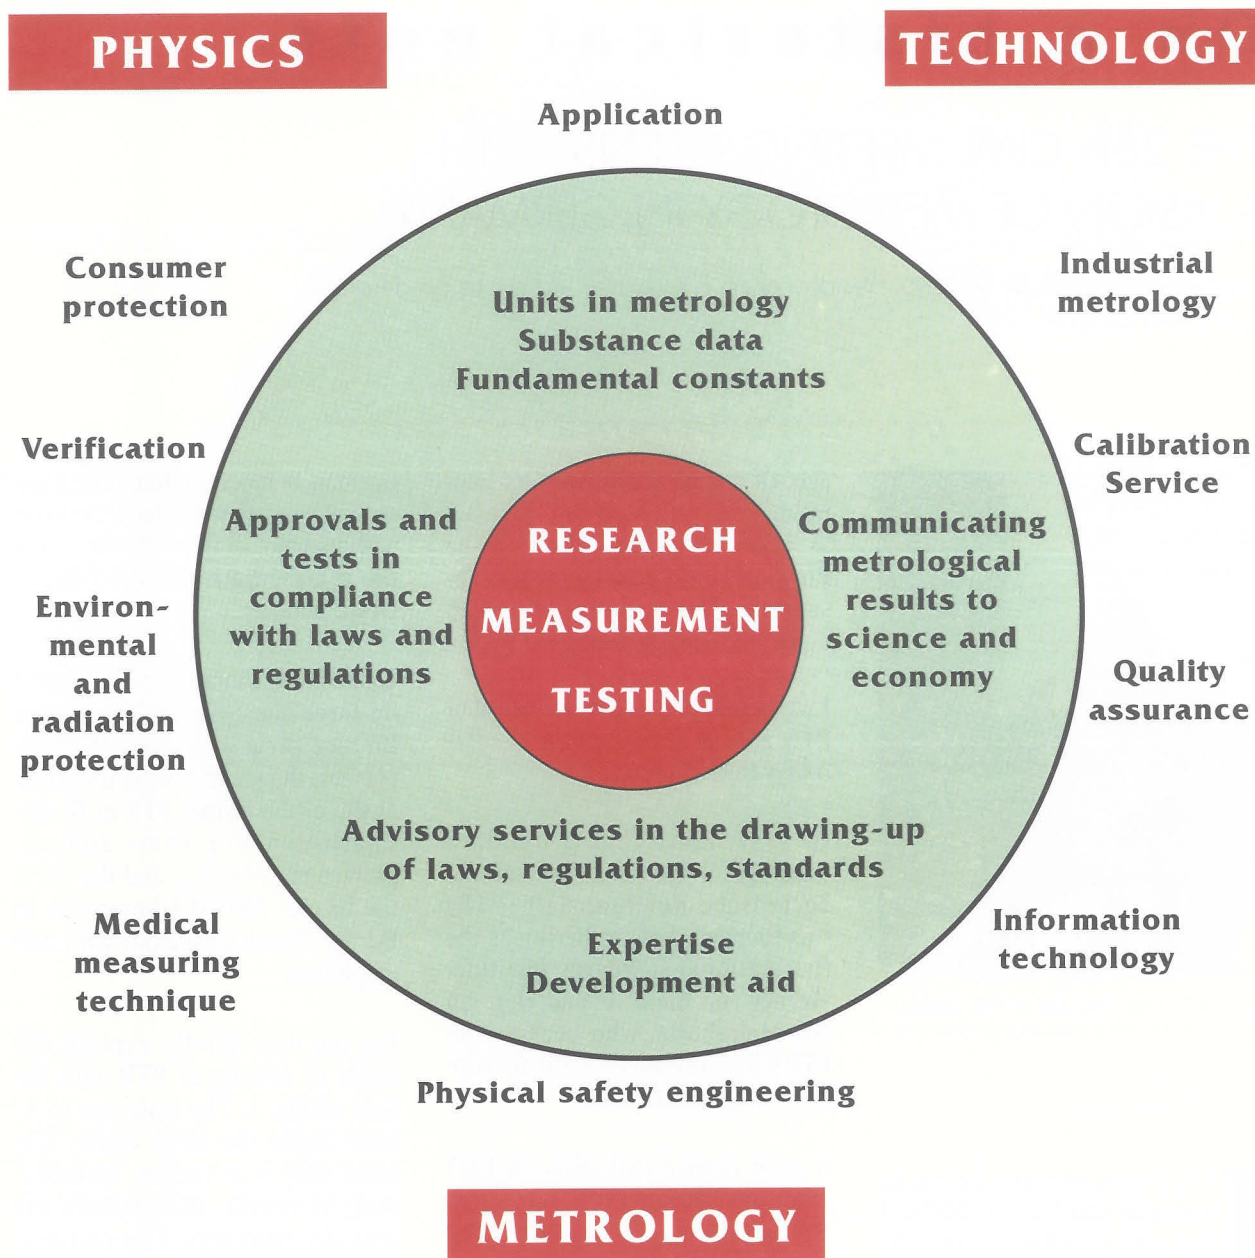 PHYSICS
TECHNOLOGY
Application
Consumer
protection
Industrial
metrology
Units in metrology
Substance data
Fundamental constants
Verification
Calibration
Service
Approvals and
tests in
compliance
with laws and
regulations
RESEARCH
MEASUREMENT
TESTING
Communicating
metrological
results to
science and
economy
Environ-
mental
and
radiation
protection
Quality
assurance
Advisory services in the drawing-up
of laws, regulations, standards
Expertise
Development aid
Medical
measuring
technique
Information
technology
Physical safety engineering
METROLOGY